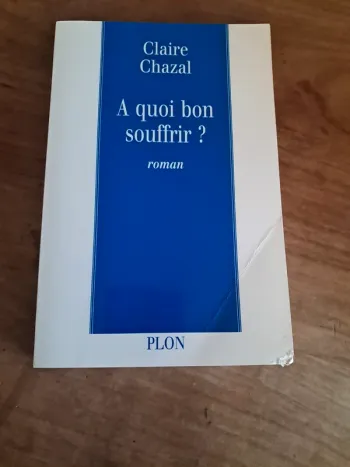 Claire
Chazal
A quoi bon
souffrir ?
roman
PLON